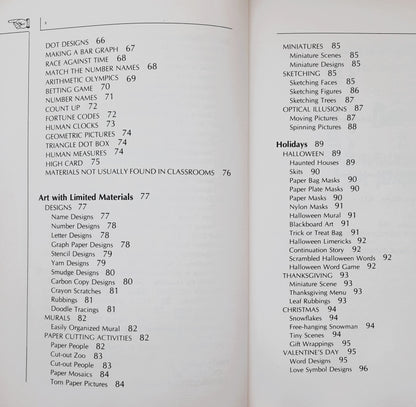 x
DOT DESIGNS 66
MAKING A BAR GRAPH 67
RACE AGAINST TIME 68
MATCH THE NUMBER NAMES 68
ARITHMETIC OLYMPICS 69
BETTING GAME 70
NUMBER NAMES 71
COUNT UP 72
FORTUNE CODES 72
HUMAN CLOCKS 73
GEOMETRIC PICTURES 74
TRIANGLE DOT BOX 74
HUMAN MEASURES 74
HIGH CARD 75
MATERIALS NOT USUALLY FOUND IN CLASSROOMS 76
Art with Limited Materials 77
DESIGNS 77
Name Designs 77
Number Designs 78
Letter Designs 78
Graph Paper Designs 78
Stencil Designs 79
Yarn Designs 79
Smudge Designs 80
Carbon Copy Designs 80
Crayon Scratches 81
Rubbings 81
Doodle Tracings 81
MURALS 82
Easily Organized Mural 82
PAPER CUTTING ACTIVITIES 82
Paper People 82
Cut-out Zoo 83
Cut-out People 83
Paper Mosaics 84
Torn Paper Pictures 84
MINIATURES 85
Miniature Scenes 85
Miniature Designs 85
SKETCHING 85
Sketching Faces 85
Sketching Figures 86
Sketching Trees 87
OPTICAL ILLUSIONS 87
Moving Pictures 87
Spinning Pictures 88
Holidays 89
HALLOWEEN 89
Haunted Houses 89
Skits 90
Paper Bag Masks 90
Paper Plate Masks 90
Paper Masks 90
Nylon Masks 91
Halloween Mural 91
Blackboard Art 91
Trick or Treat Bag 91
Halloween Limericks 92
Continuation Story 92
Scrambled Halloween Words 92
Halloween Word Game 92
THANKSGIVING 93
Miniature Scene 93
Thanksgiving Menu 93
Leaf Rubbings 93
CHRISTMAS 94
Snowflakes 94
Free-hanging Snowman 94
Tiny Scenes 94
Gift Wrappings 95
VALENTINE'S DAY 95
Word Designs 95
Love Symbol Designs 96